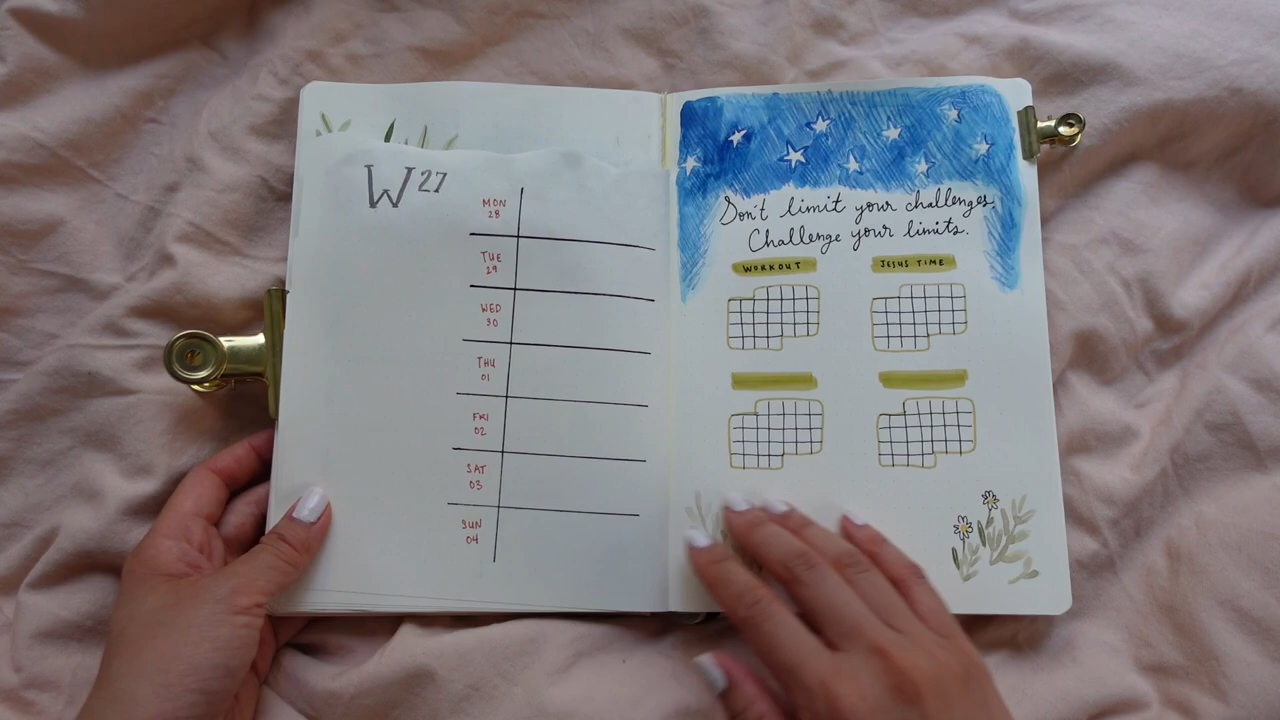 W27
MON
28
TUE
29
WED
30
THU
01
FRI
02
SAT
03
SUN
04
Don't limit your challenges,
Challenge your limits.
WORKOUT
JESUS TIME